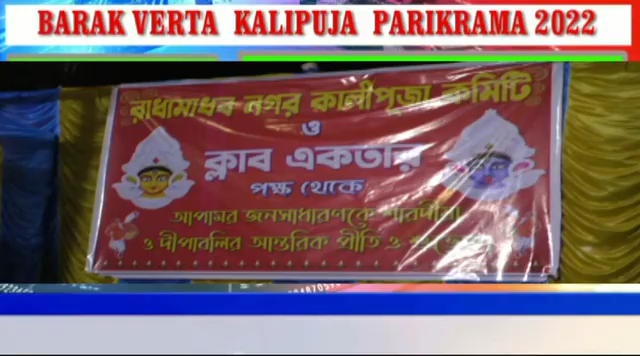 BARAK VERTA KALIPUJA PARIKRAMA 2022
রাধামাধব নগর কালীপূজা কমিটি
ও
ক্লাব একতার
পক্ষ থেকে
আপামর জনসাধারণকে শারদীয়া
ও দীপাবলির আন্তরিক প্রীতি ও